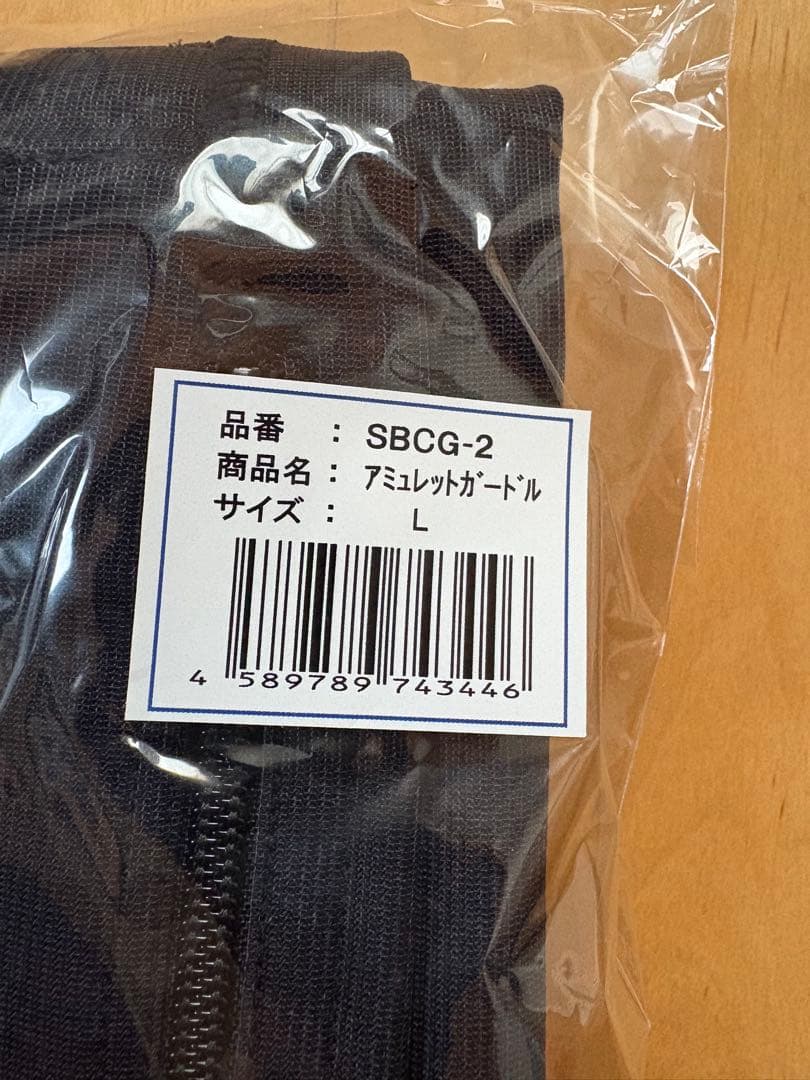 品番 : SBCG-2
商品名 : ｱﾐｭﾚｯﾄｶﾞｰﾄﾞﾙ
サイズ : L
4 589789 743446